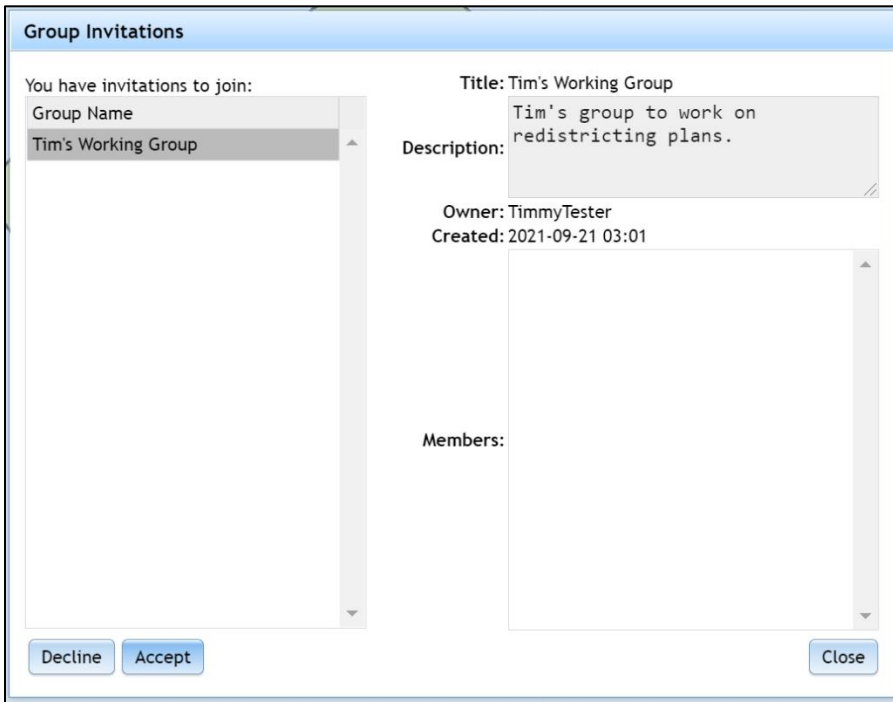 Group Invitations
You have invitations to join:
Group Name
Tim's Working Group
Title: Tim's Working Group
Description: Tim's group to work on
redistricting plans.
Owner: TimmyTester
Created: 2021-09-21 03:01
Members:
Decline Accept Close